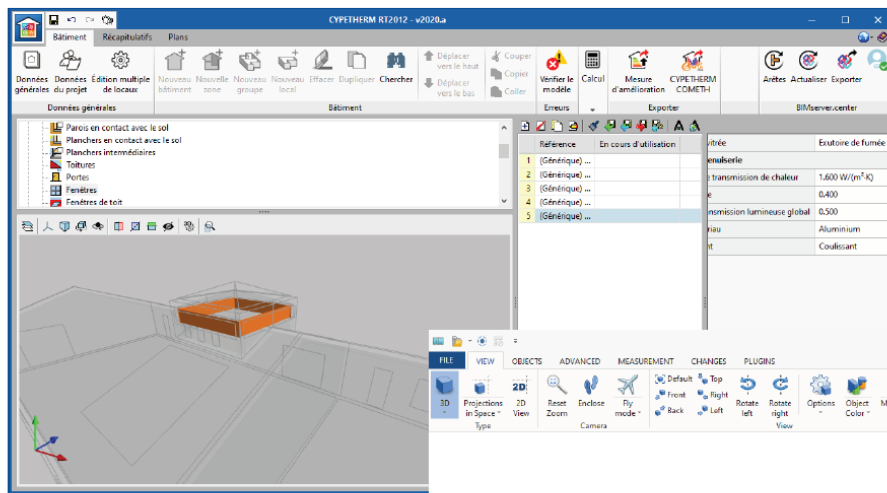 CYPETHERM RT2012 - v2020.a
Bâtiment Récapitulatifs Plans
Données générales
Données du projet
Édition multiple de locaux
Nouveau bâtiment
Nouvelle zone
Nouveau groupe
Nouveau local
Effacer
Dupliquer
Chercher
Déplacer vers le haut
Déplacer vers le bas
Couper
Copier
Coller
Vérifier le modèle
Calcul
Mesure d'amélioration
CYPETHERM COMETH
Arêtes
Actualiser
Exporter
Données générales
Bâtiment
Erreurs
Exporter
BIMserver.center
Parois en contact avec le sol
Planchers en contact avec le sol
Planchers intermédiaires
Toitures
Portes
Fenêtres
Fenêtres de toit
Référence En cours d'utilisation
1 (Générique) ...
2 (Générique) ...
3 (Générique) ...
4 (Générique) ...
5 (Générique) ...
vitrée Exutoire de fumée
enuiserie
e transmission de chaleur 1.600 W/(m²·K)
e 0.400
ansmission lumineuse global 0.500
riau Aluminium
nt Coulissant
FILE VIEW OBJECTS ADVANCED MEASUREMENT CHANGES PLUGINS
3D
Projections in Space
2D
2D View
Reset Zoom
Enclose
Fly mode
Default
Front
Back
Top
Right
Left
Rotate left
Rotate right
Options
Object Color
M
Type
Camera
View